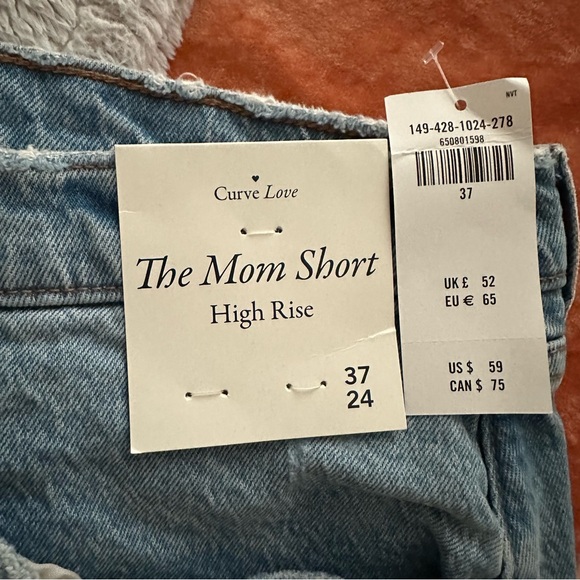 Curve Love
The Mom Short
High Rise
37
24
NVT
149-428-1024-278
650801598
37
UK £ 52
EU € 65
US $ 59
CAN $ 75